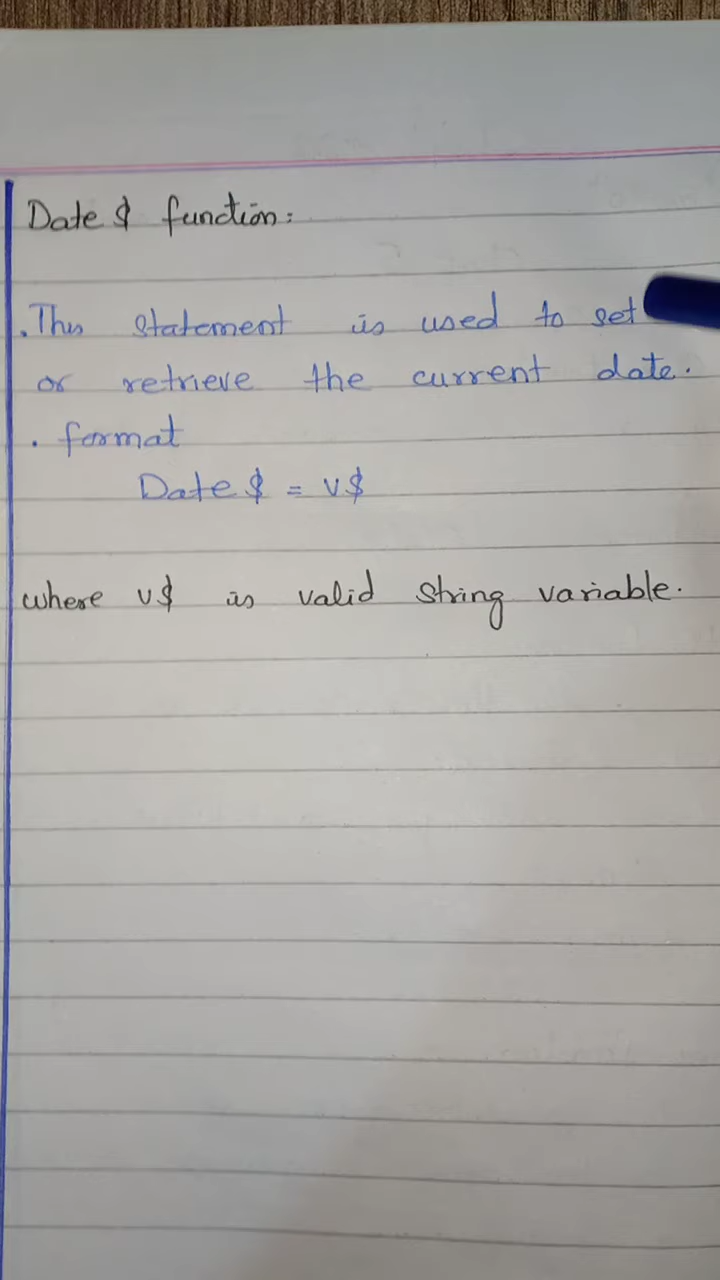 Date $ function:
. This statement is used to set
or retrieve the current date.
. format
Date $ = v$
where v$ is valid string variable.